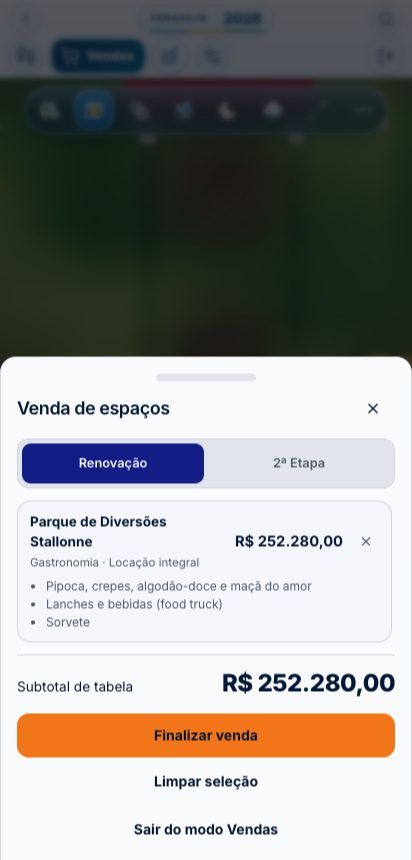 FENASOJA 2028
Vendas
Venda de espaços
Renovação
2ª Etapa
Parque de Diversões
Stallonne
R$ 252.280,00
Gastronomia · Locação integral
• Pipoca, crepes, algodão-doce e maçã do amor
• Lanches e bebidas (food truck)
• Sorvete
Subtotal de tabela
R$ 252.280,00
Finalizar venda
Limpar seleção
Sair do modo Vendas